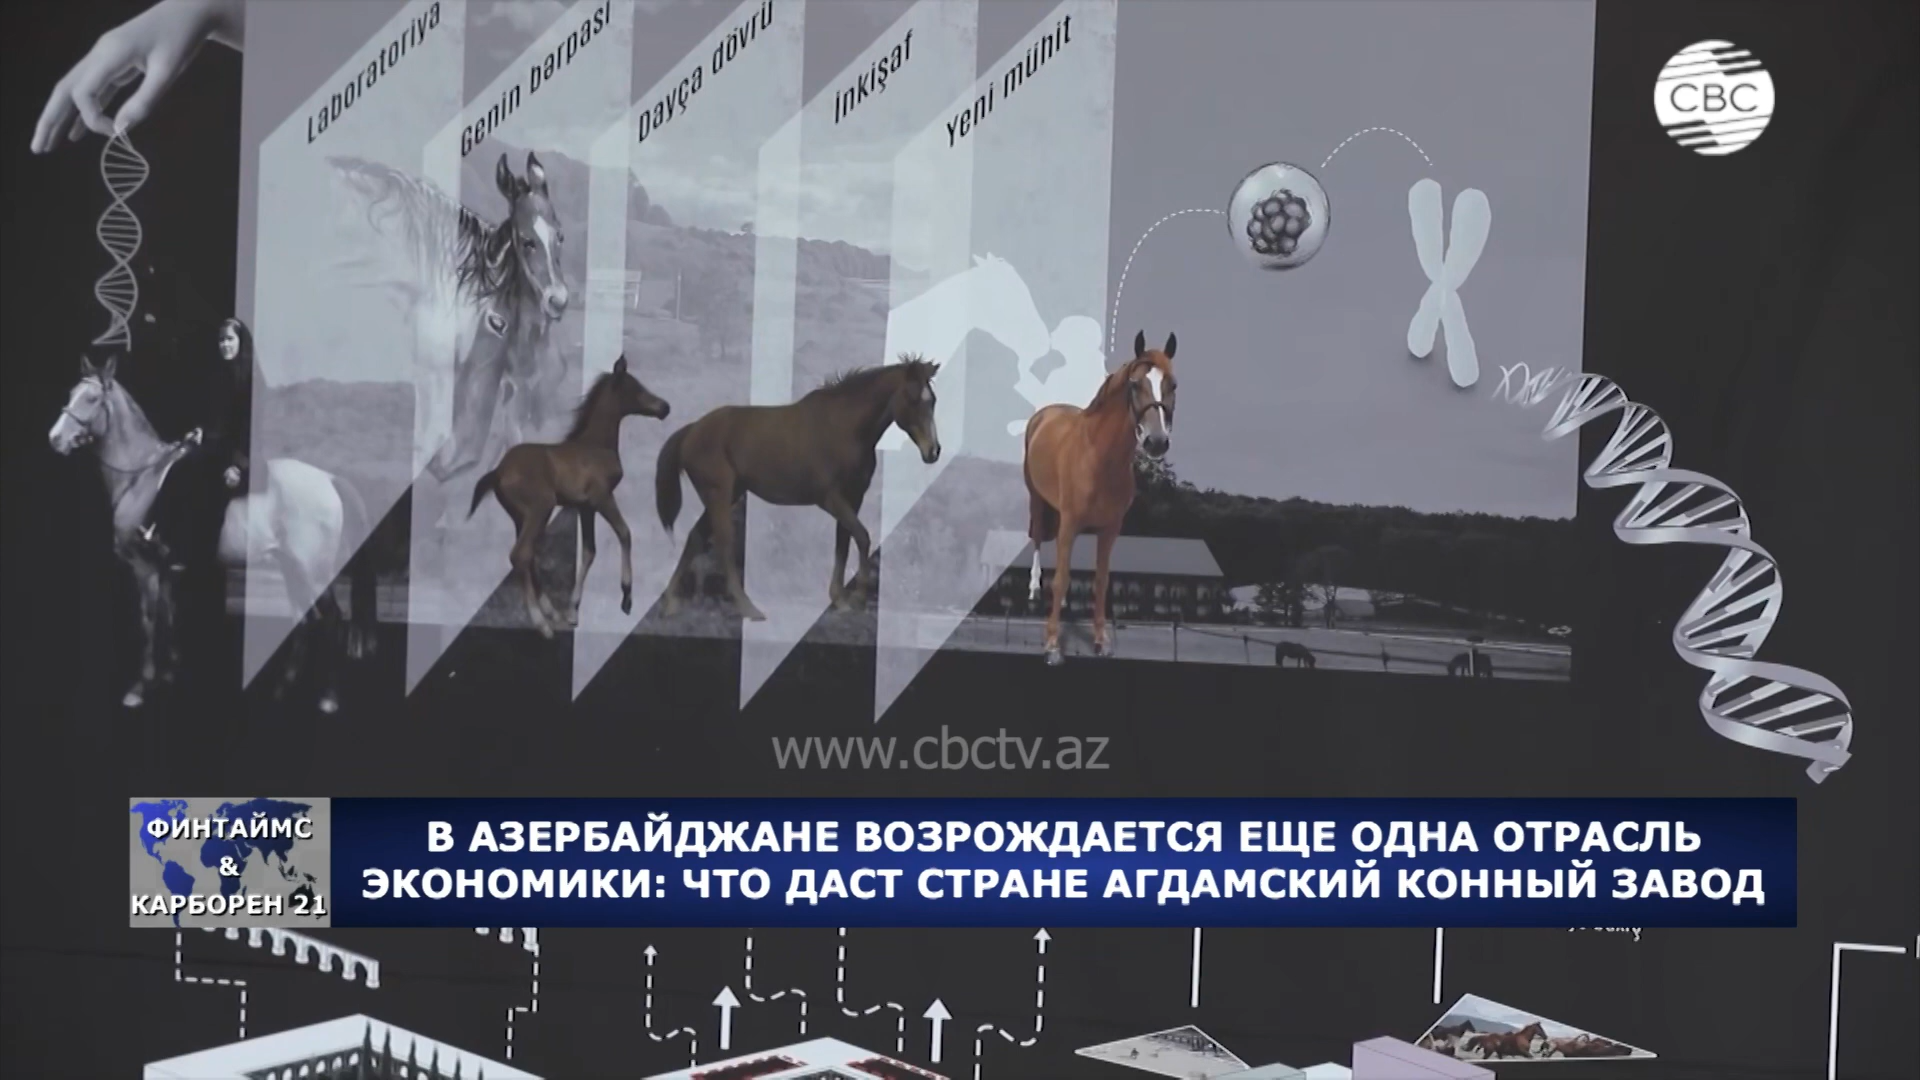 Laboratoriya
Genin bərpası
Dayça dövrü
İnkişaf
Yeni mühit
CBC
www.cbctv.az
ФИНТАЙМС
&
КАРБОРЕН 21
В АЗЕРБАЙДЖАНЕ ВОЗРОЖДАЕТСЯ ЕЩЕ ОДНА ОТРАСЛЬ
ЭКОНОМИКИ: ЧТО ДАСТ СТРАНЕ АГДАМСКИЙ КОННЫЙ ЗАВОД